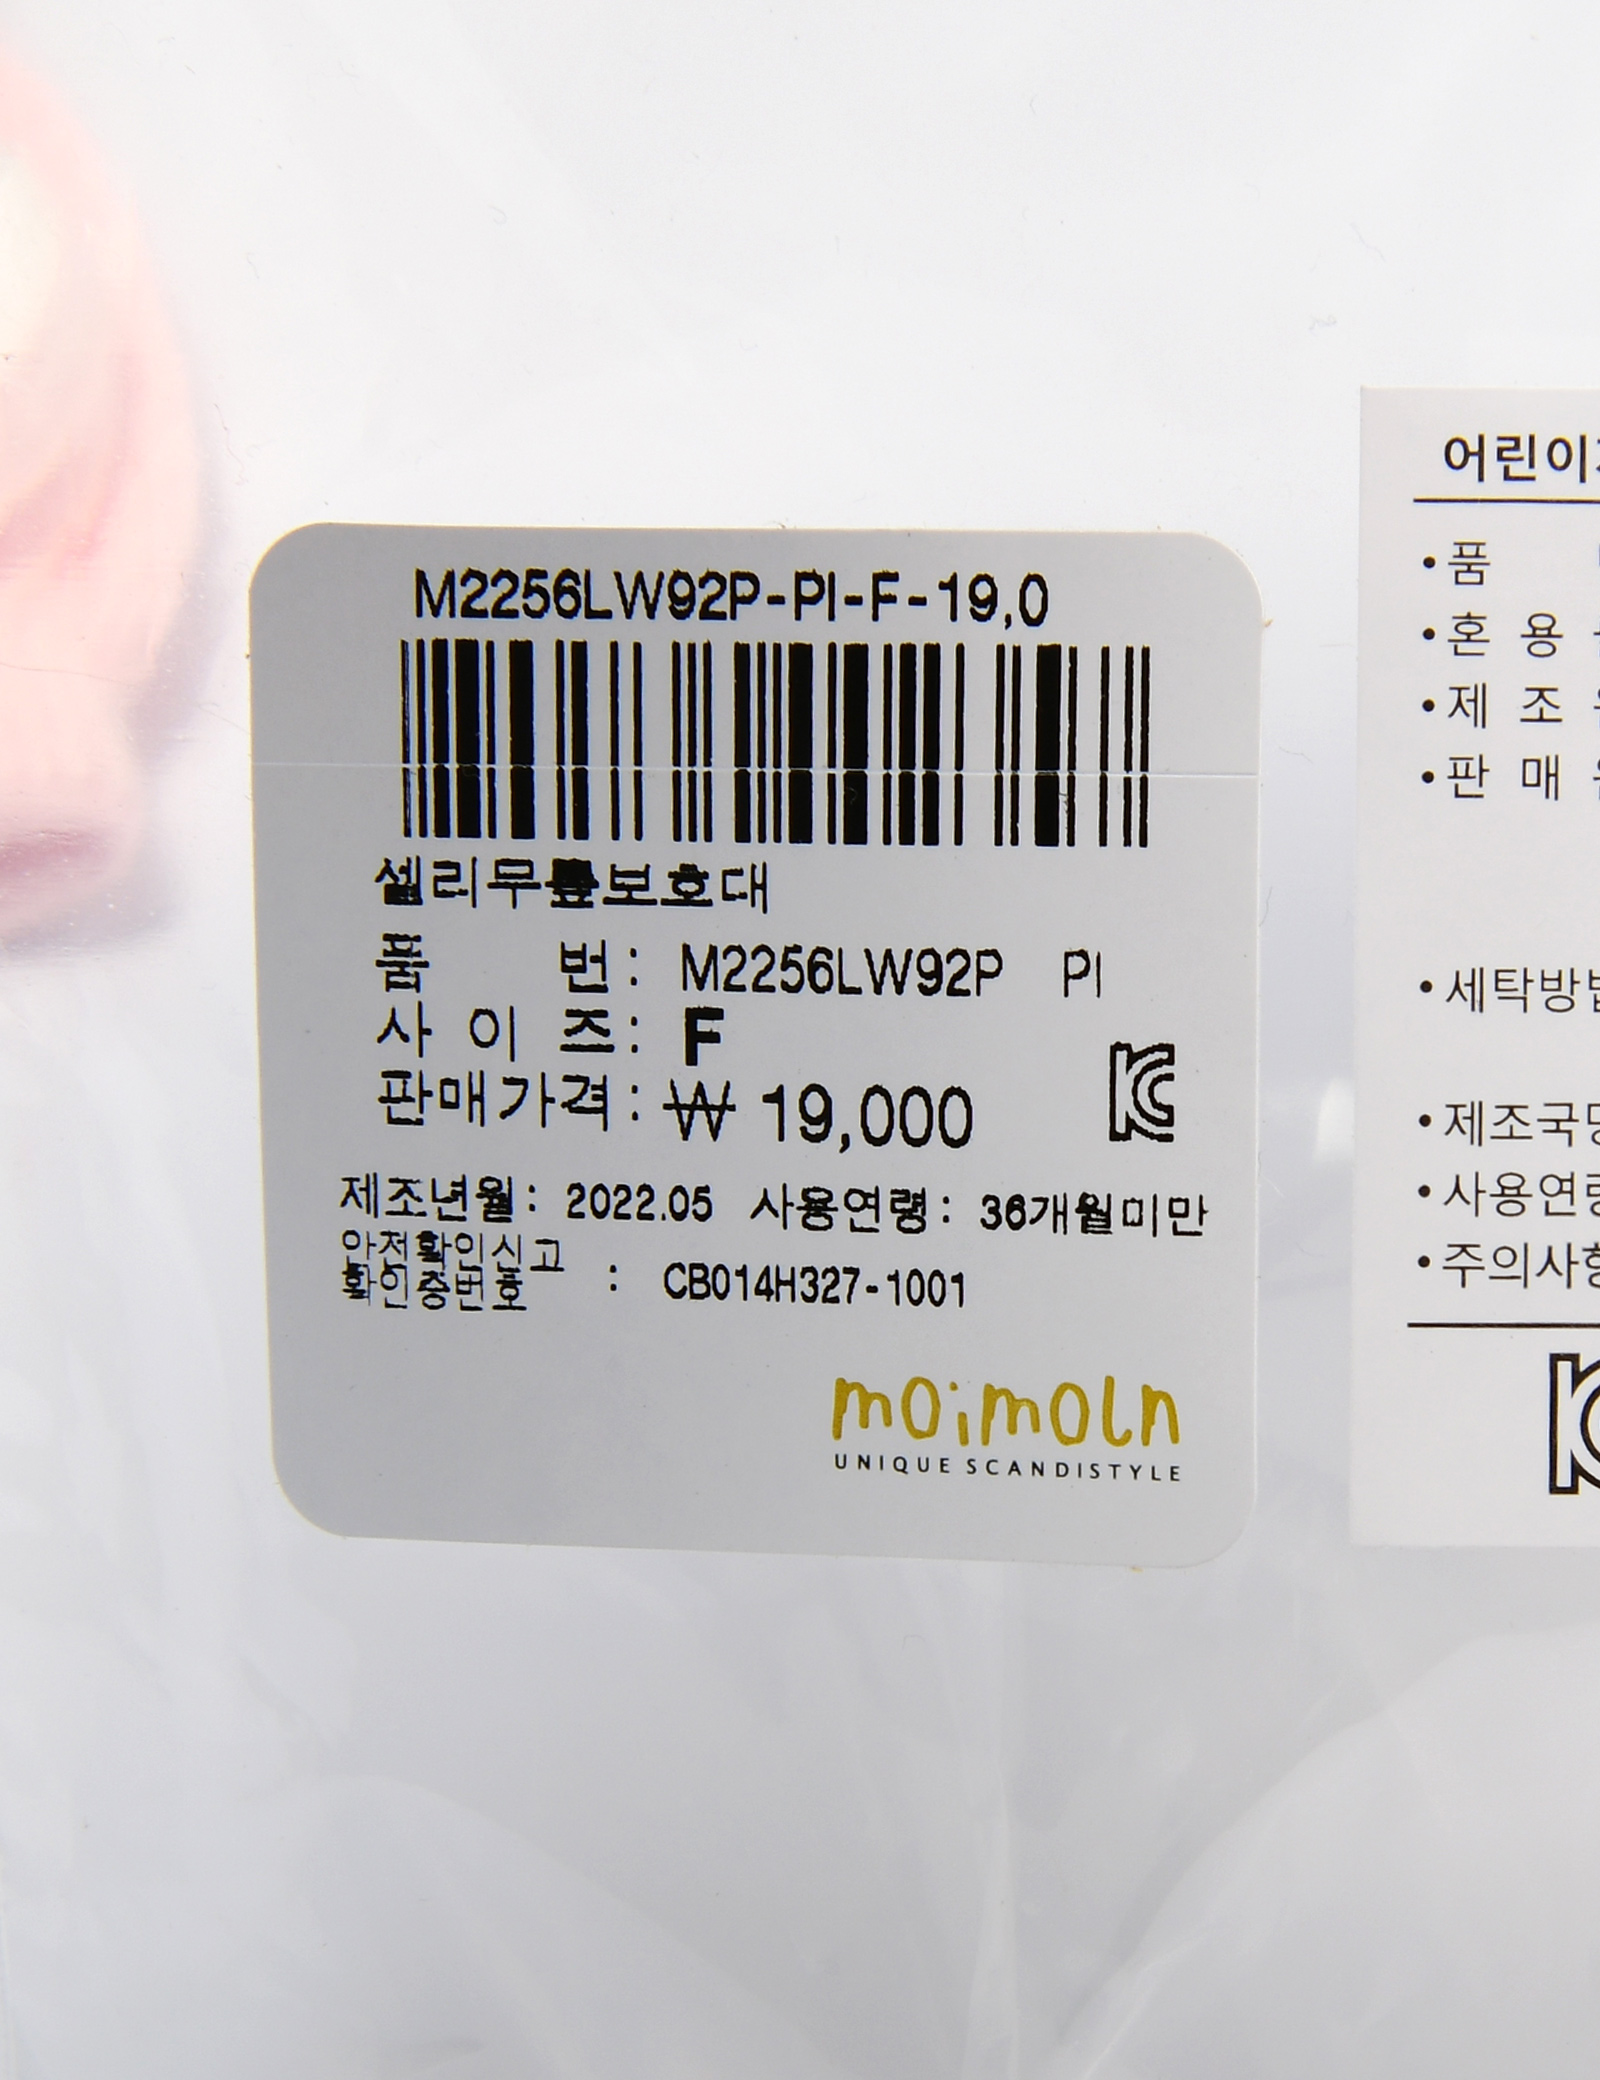 M2256LW92P-PI-F-19,0
셀리무릎보호대
품 번: M2256LW92P PI
사 이 즈: F
판매가격: ₩ 19,000
제조년월: 2022.05 사용연령: 36개월미만
안전확인신고
확인증번호 : CB014H327-1001
moimoln
UNIQUE SCANDISTYLE
어린이
•품
•혼 용
•제 조
•판 매
•세탁방법
•제조국명
•사용연령
•주의사항